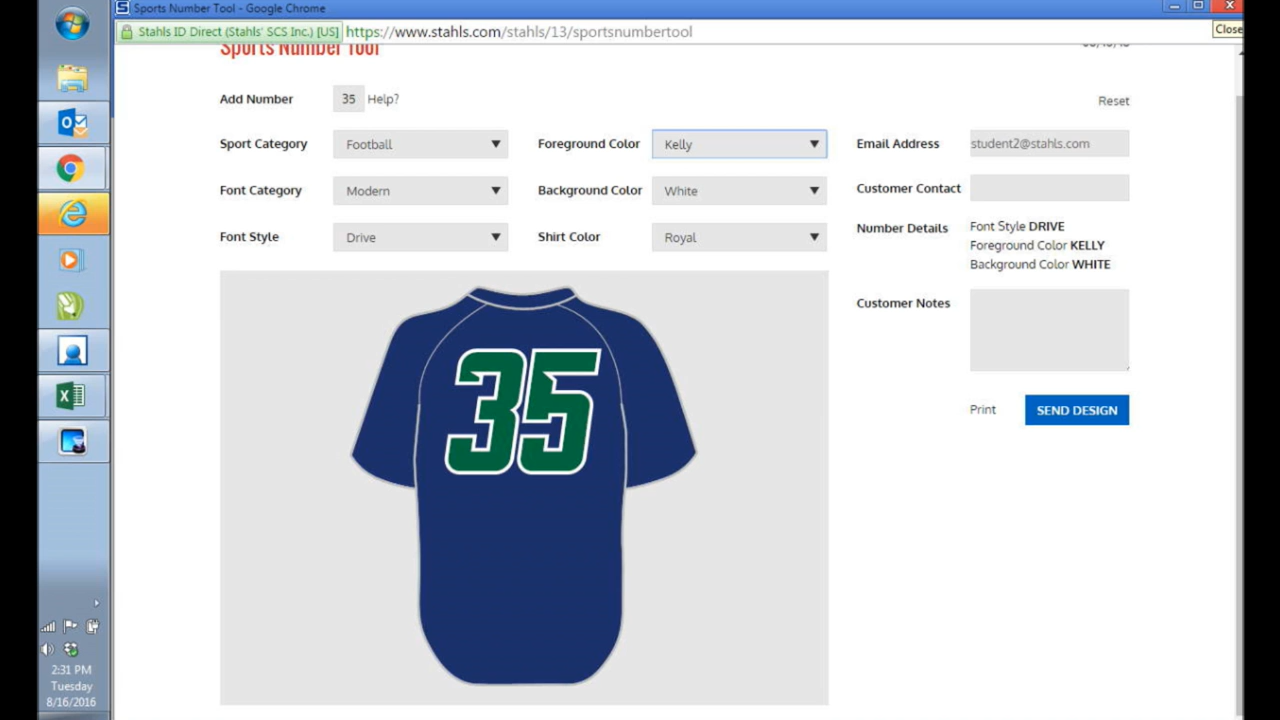 Sports Number Tool - Google Chrome
Stahls ID Direct (Stahls' SCS Inc.) [US] https://www.stahls.com/stahls/13/sportsnumbertool
Close
Sports Number Tool
Add Number 35 Help?
Reset
Sport Category Football Foreground Color Kelly Email Address student2@stahls.com
Font Category Modern Background Color White Customer Contact
Font Style Drive Shirt Color Royal Number Details Font Style DRIVE
Foreground Color KELLY
Background Color WHITE
Customer Notes
35
Print SEND DESIGN
2:31 PM
Tuesday
8/16/2016